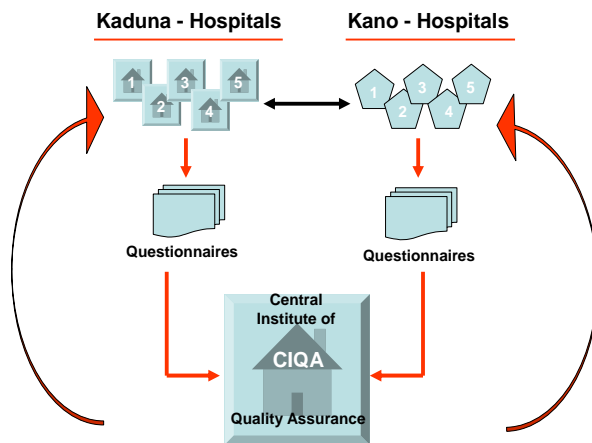 Kaduna - Hospitals
Kano - Hospitals
1
2
3
4
5
1
2
3
4
5
Questionnaires
Questionnaires
Central
Institute of
CIQA
Quality Assurance